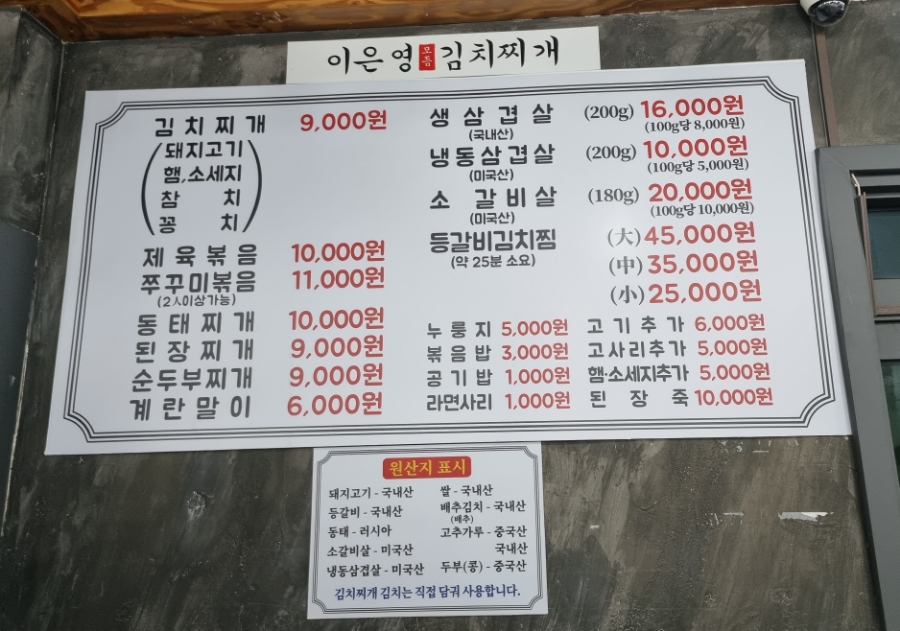 이은영 모듬 김치찌개
김치찌개 9,000원
(돼지고기
햄,소세지
참치
꽁치)
제육볶음 10,000원
쭈꾸미볶음 11,000원
(2人이상가능)
동태찌개 10,000원
된장찌개 9,000원
순두부찌개 9,000원
계란말이 6,000원
생삼겹살 (200g) 16,000원
(국내산) (100g당 8,000원)
냉동삼겹살 (200g) 10,000원
(미국산) (100g당 5,000원)
소갈비살 (180g) 20,000원
(미국산) (100g당 10,000원)
등갈비김치찜 (大) 45,000원
(약 25분 소요) (中) 35,000원
(小) 25,000원
누룽지 5,000원
볶음밥 3,000원
공기밥 1,000원
라면사리 1,000원
고기추가 6,000원
고사리추가 5,000원
햄·소세지추가 5,000원
된장죽 10,000원
원산지 표시
돼지고기 - 국내산
등갈비 - 국내산
동태 - 러시아
소갈비살 - 미국산
냉동삼겹살 - 미국산
쌀 - 국내산
배추김치 - 국내산
(배추)
고추가루 - 중국산
국내산
두부(콩) - 중국산
김치찌개 김치는 직접 담궈 사용합니다.